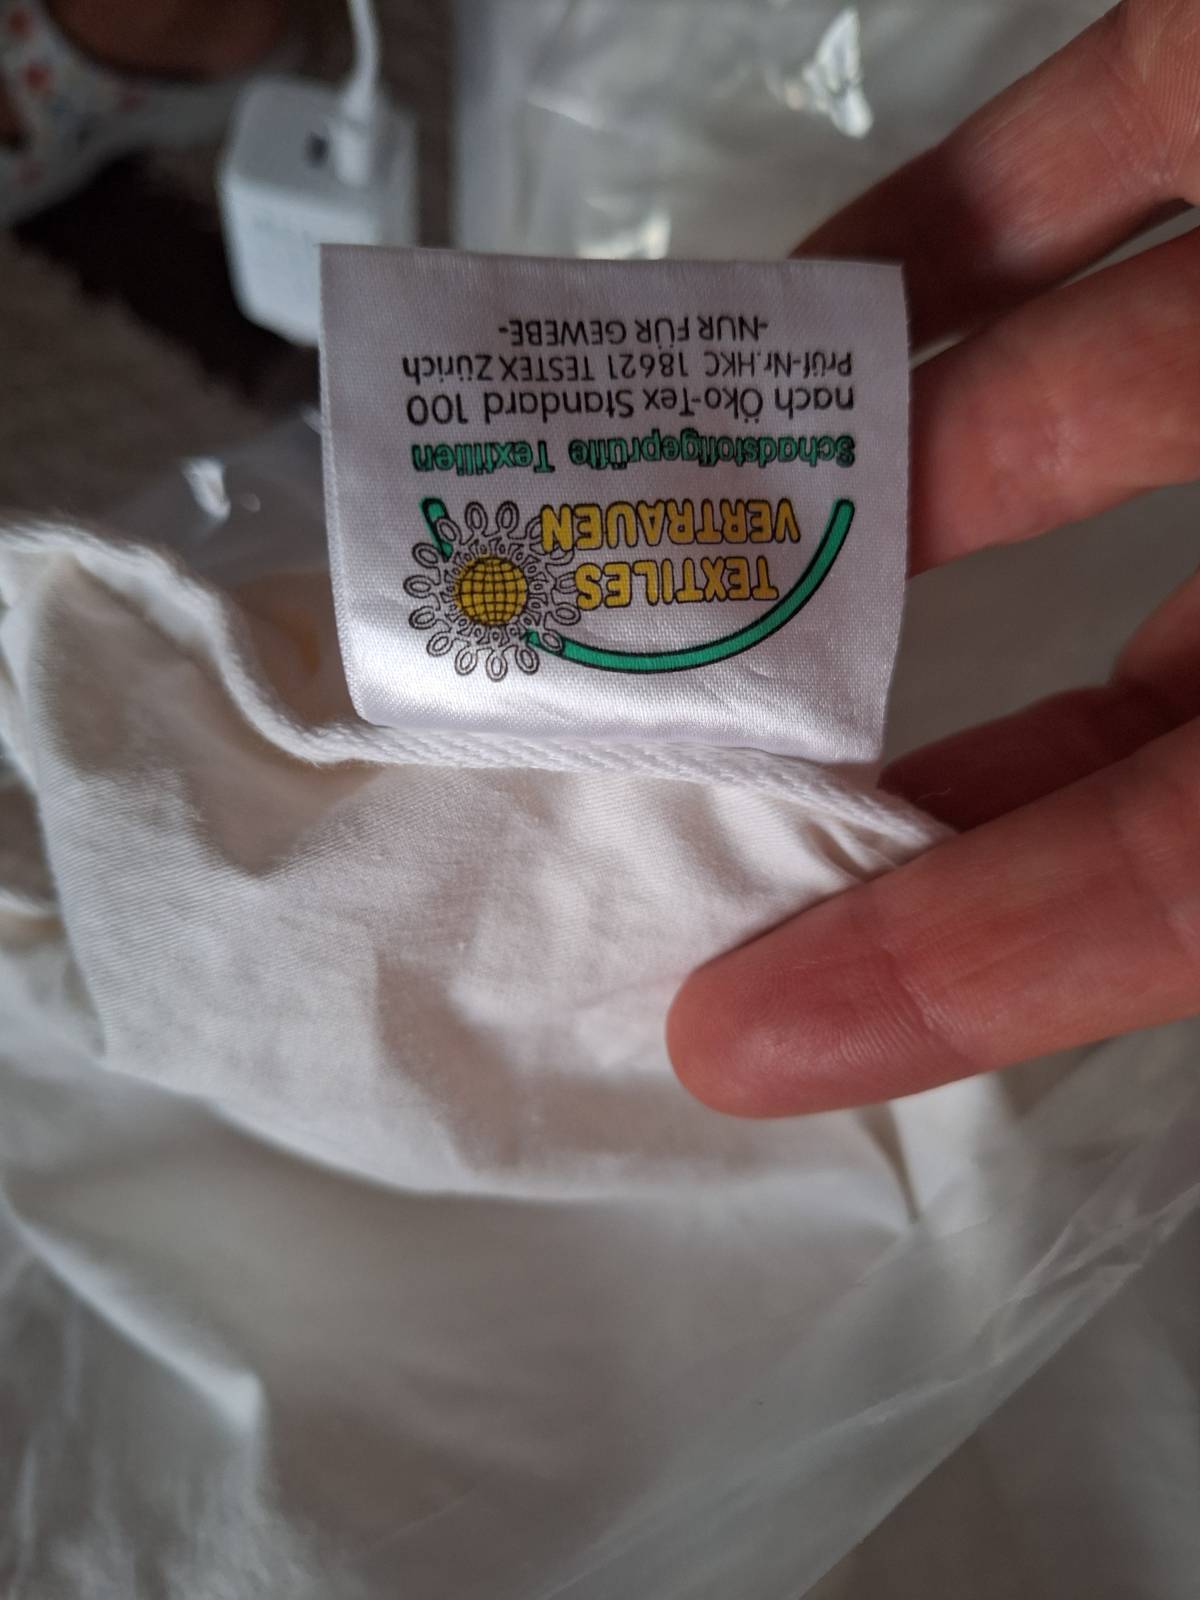 TEXTILES
VERTRAUEN
Schadstoffgeprüfte Textilien
nach Öko-Tex Standard 100
Prüf-Nr.HKC 18621 TESTEX Zürich
-NUR FÜR GEWEBE-